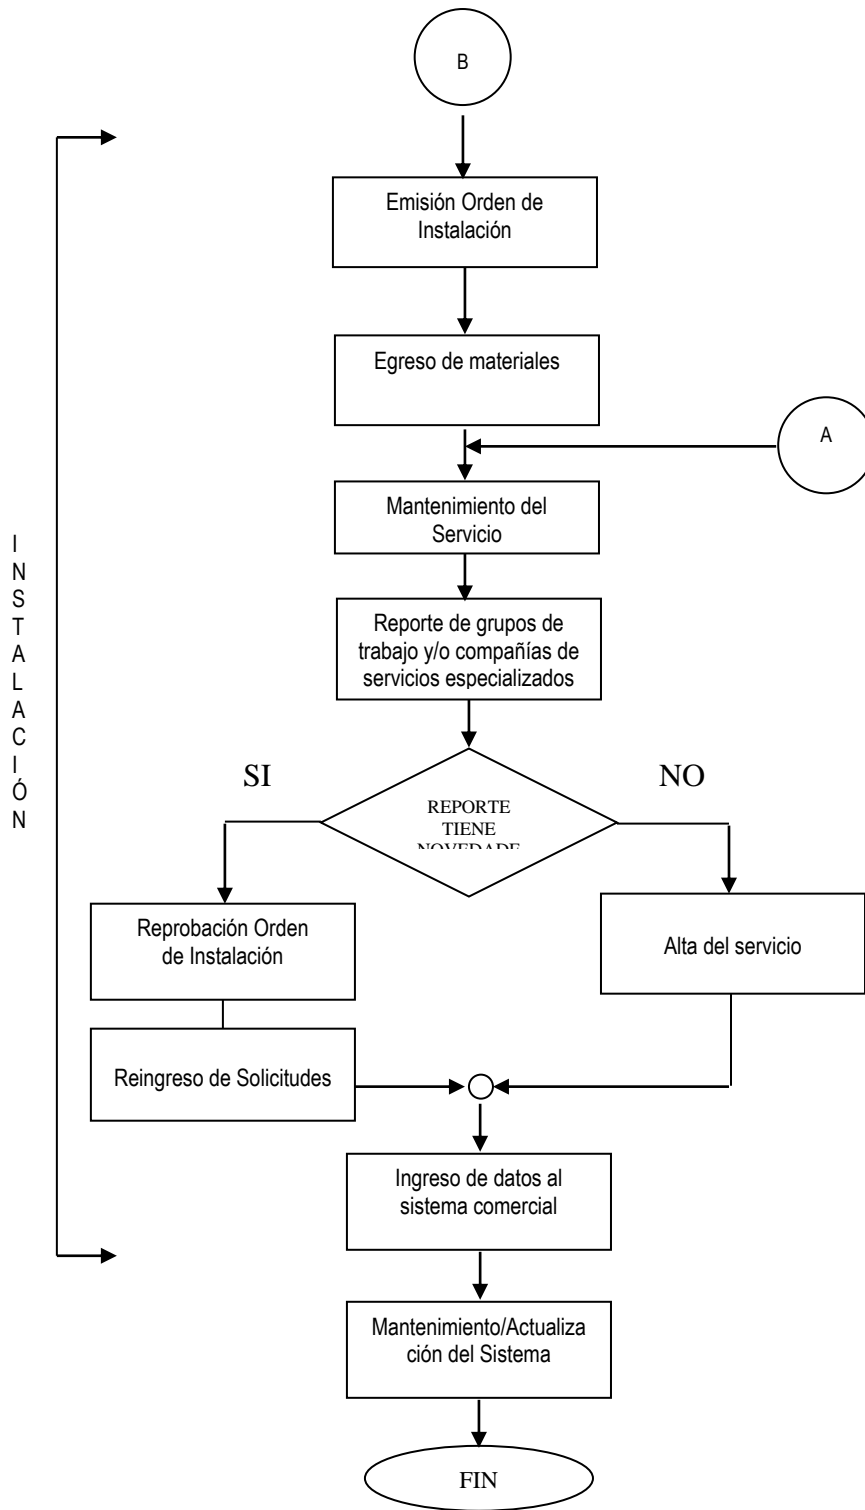 B
Emisión Orden de
Instalación
Egreso de materiales
A
Mantenimiento del
Servicio
Reporte de grupos de
trabajo y/o compañías de
servicios especializados
INSTALACIÓN
SI
NO
REPORTE
TIENE
NOVEDADE
Reprobación Orden
de Instalación
Alta del servicio
Reingreso de Solicitudes
Ingreso de datos al
sistema comercial
Mantenimiento/Actualiza
ción del Sistema
FIN